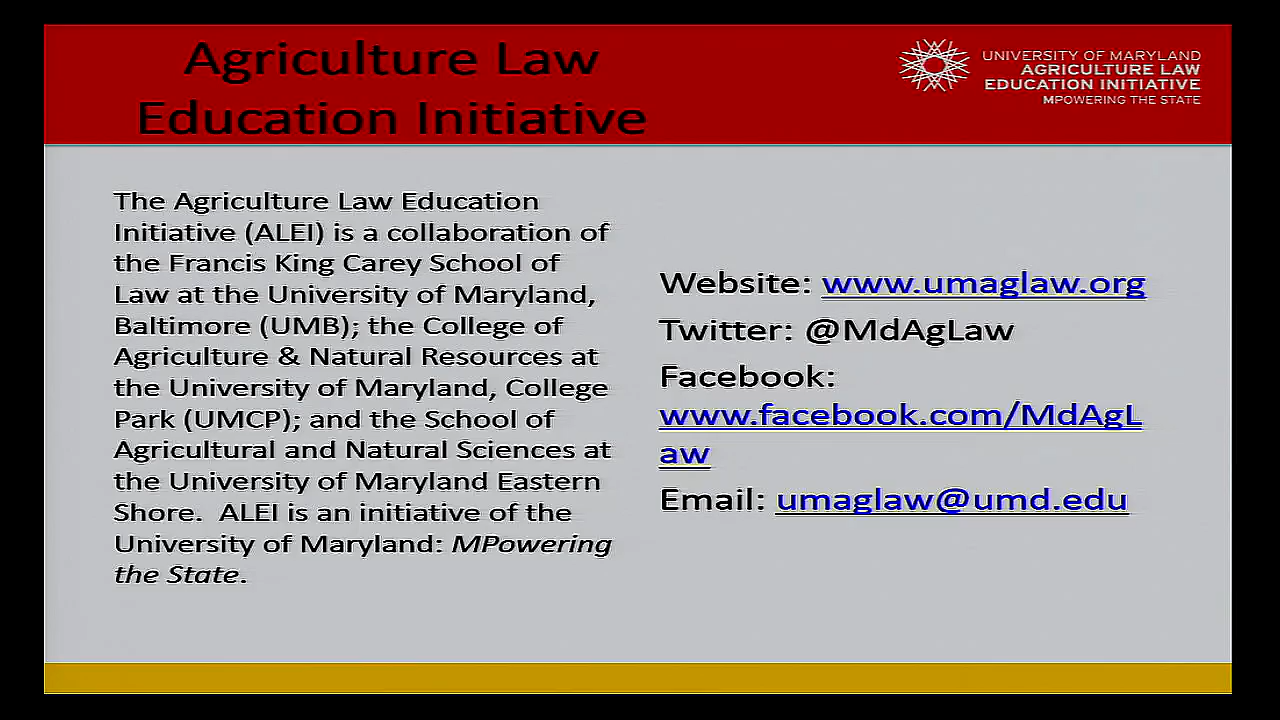 Agriculture Law
Education Initiative
UNIVERSITY OF MARYLAND
AGRICULTURE LAW
EDUCATION INITIATIVE
MPOWERING THE STATE
The Agriculture Law Education
Initiative (ALEI) is a collaboration of
the Francis King Carey School of
Law at the University of Maryland,
Baltimore (UMB); the College of
Agriculture & Natural Resources at
the University of Maryland, College
Park (UMCP); and the School of
Agricultural and Natural Sciences at
the University of Maryland Eastern
Shore.  ALEI is an initiative of the
University of Maryland: MPowering
the State.
Website: www.umaglaw.org
Twitter: @MdAgLaw
Facebook:
www.facebook.com/MdAgL
aw
Email: umaglaw@umd.edu